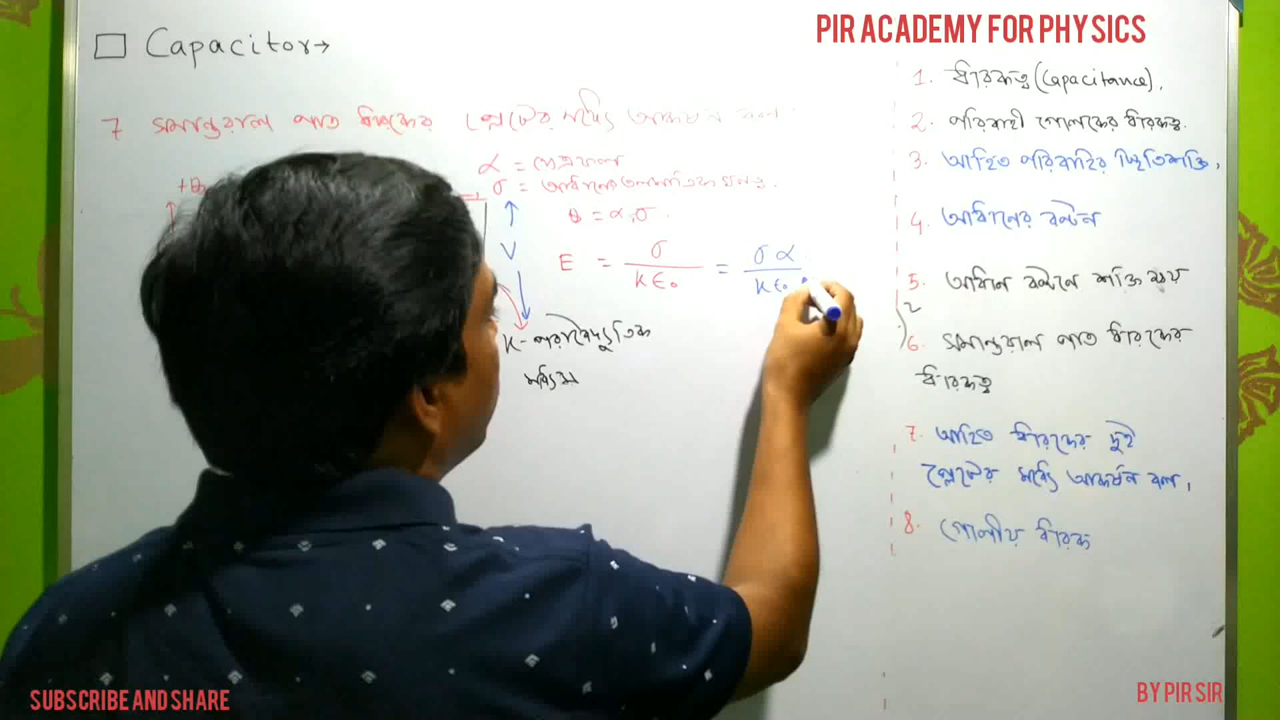 PIR ACADEMY FOR PHYSICS
□ Capacitor→
7 সমান্তরাল পাত ধারকের প্লেটের মধ্যে আকর্ষন বল
α = ক্ষেত্রফল
σ = আধানের তলমাত্রিক ঘনত্ব.
Q = α.σ.
E = σ / kε₀ = σα / kε₀
V
K- পরাবৈদ্যুতিক
মাধ্যম
1. ধারকত্ব (Capacitance).
2. পরিবাহী গোলকের ধারকত্ব.
3. আহিত পরিবাহির স্থিতিশক্তি,
4. আধানের বন্টন
5. আধান বন্টনে শক্তি ক্ষয়
6. সমান্তরাল পাত ধারকের
ধারকত্ব
7. আহিত ধারকের দুই
প্লেটের মধ্যে আকর্ষন বল,
8. গোলীয় ধারক
SUBSCRIBE AND SHARE
BY PIR SIR